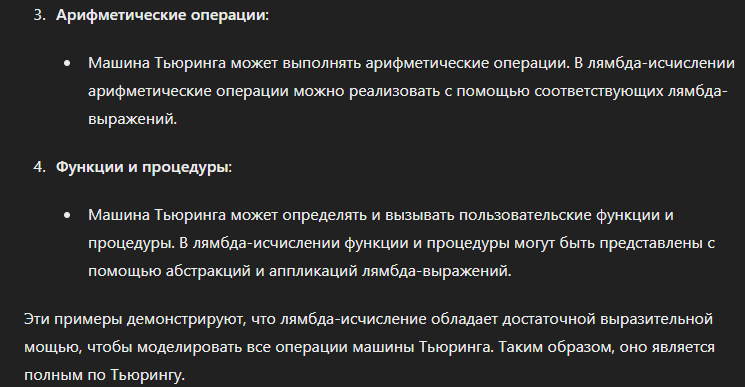 3. Арифметические операции:
• Машина Тьюринга может выполнять арифметические операции. В лямбда-исчислении
арифметические операции можно реализовать с помощью соответствующих лямбда-
выражений.
4. Функции и процедуры:
• Машина Тьюринга может определять и вызывать пользовательские функции и
процедуры. В лямбда-исчислении функции и процедуры могут быть представлены с
помощью абстракций и аппликаций лямбда-выражений.
Эти примеры демонстрируют, что лямбда-исчисление обладает достаточной выразительной
мощью, чтобы моделировать все операции машины Тьюринга. Таким образом, оно является
полным по Тьюрингу.